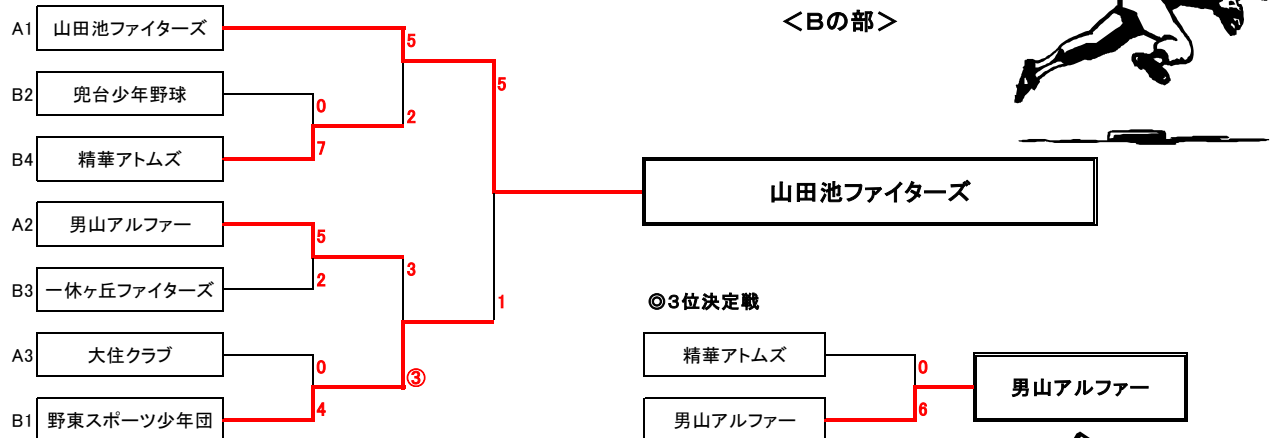 ＜Bの部＞
A1 山田池ファイターズ
5
5
B2 兜台少年野球
0
2
7
B4 精華アトムズ
山田池ファイターズ
A2 男山アルファー
5
3
2
B3 一休ヶ丘ファイターズ
1
A3 大住クラブ
0
③
4
B1 野東スポーツ少年団
◎3位決定戦
精華アトムズ
0
男山アルファー
6
男山アルファー